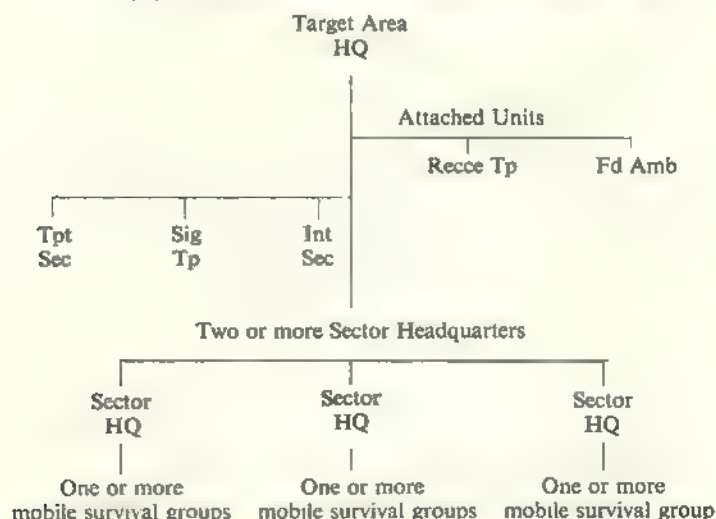 Target Area
HQ
Attached Units
Recce Tp Fd Amb
Tpt Sig Int
Sec Tp Sec
Two or more Sector Headquarters
Sector Sector Sector
HQ HQ HQ
One or more One or more One or more
mobile survival groups mobile survival groups mobile survival groups